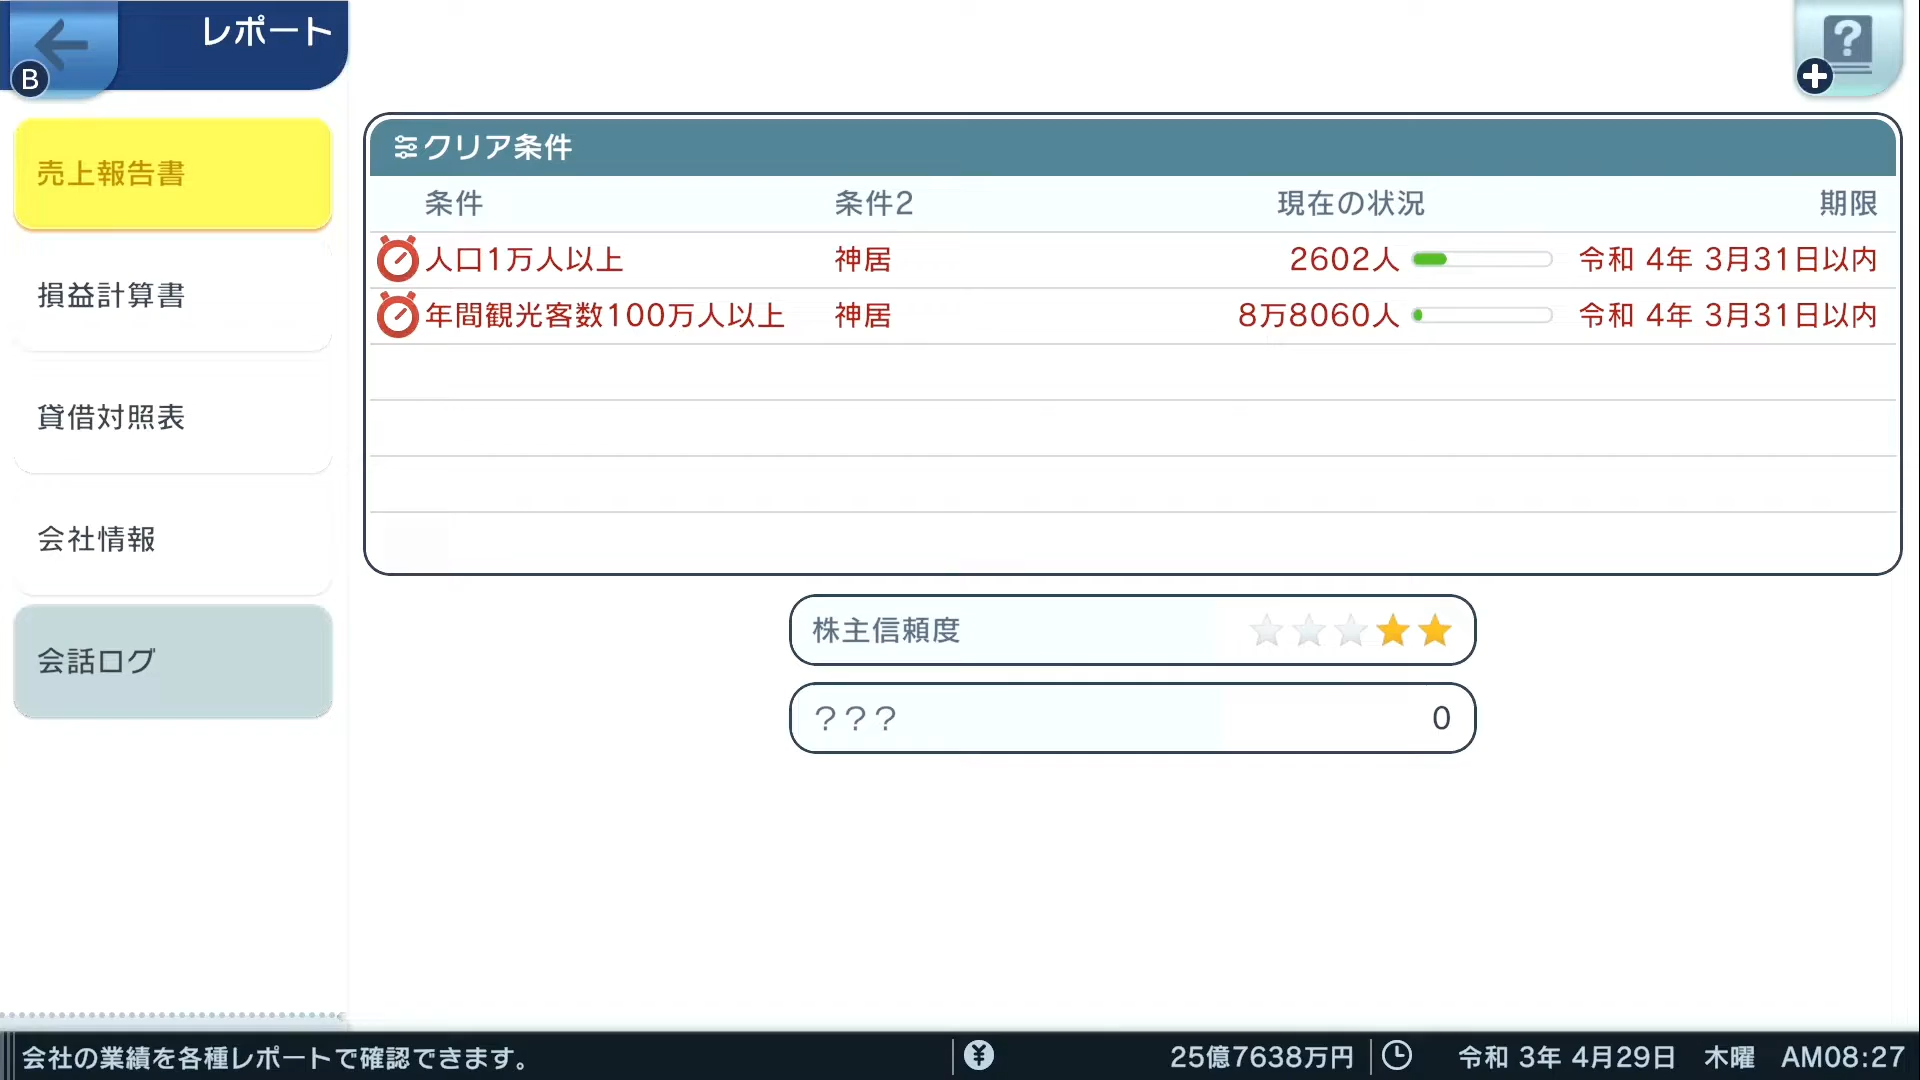 レポート
B
?
売上報告書
損益計算書
貸借対照表
会社情報
会話ログ
クリア条件
条件 条件2 現在の状況 期限
人口1万人以上 神居 2602人 令和 4年 3月31日以内
年間観光客数100万人以上 神居 8万8060人 令和 4年 3月31日以内
株主信頼度
??? 0
会社の業績を各種レポートで確認できます。 ¥ 25億7638万円 令和 3年 4月29日 木曜 AM08:27